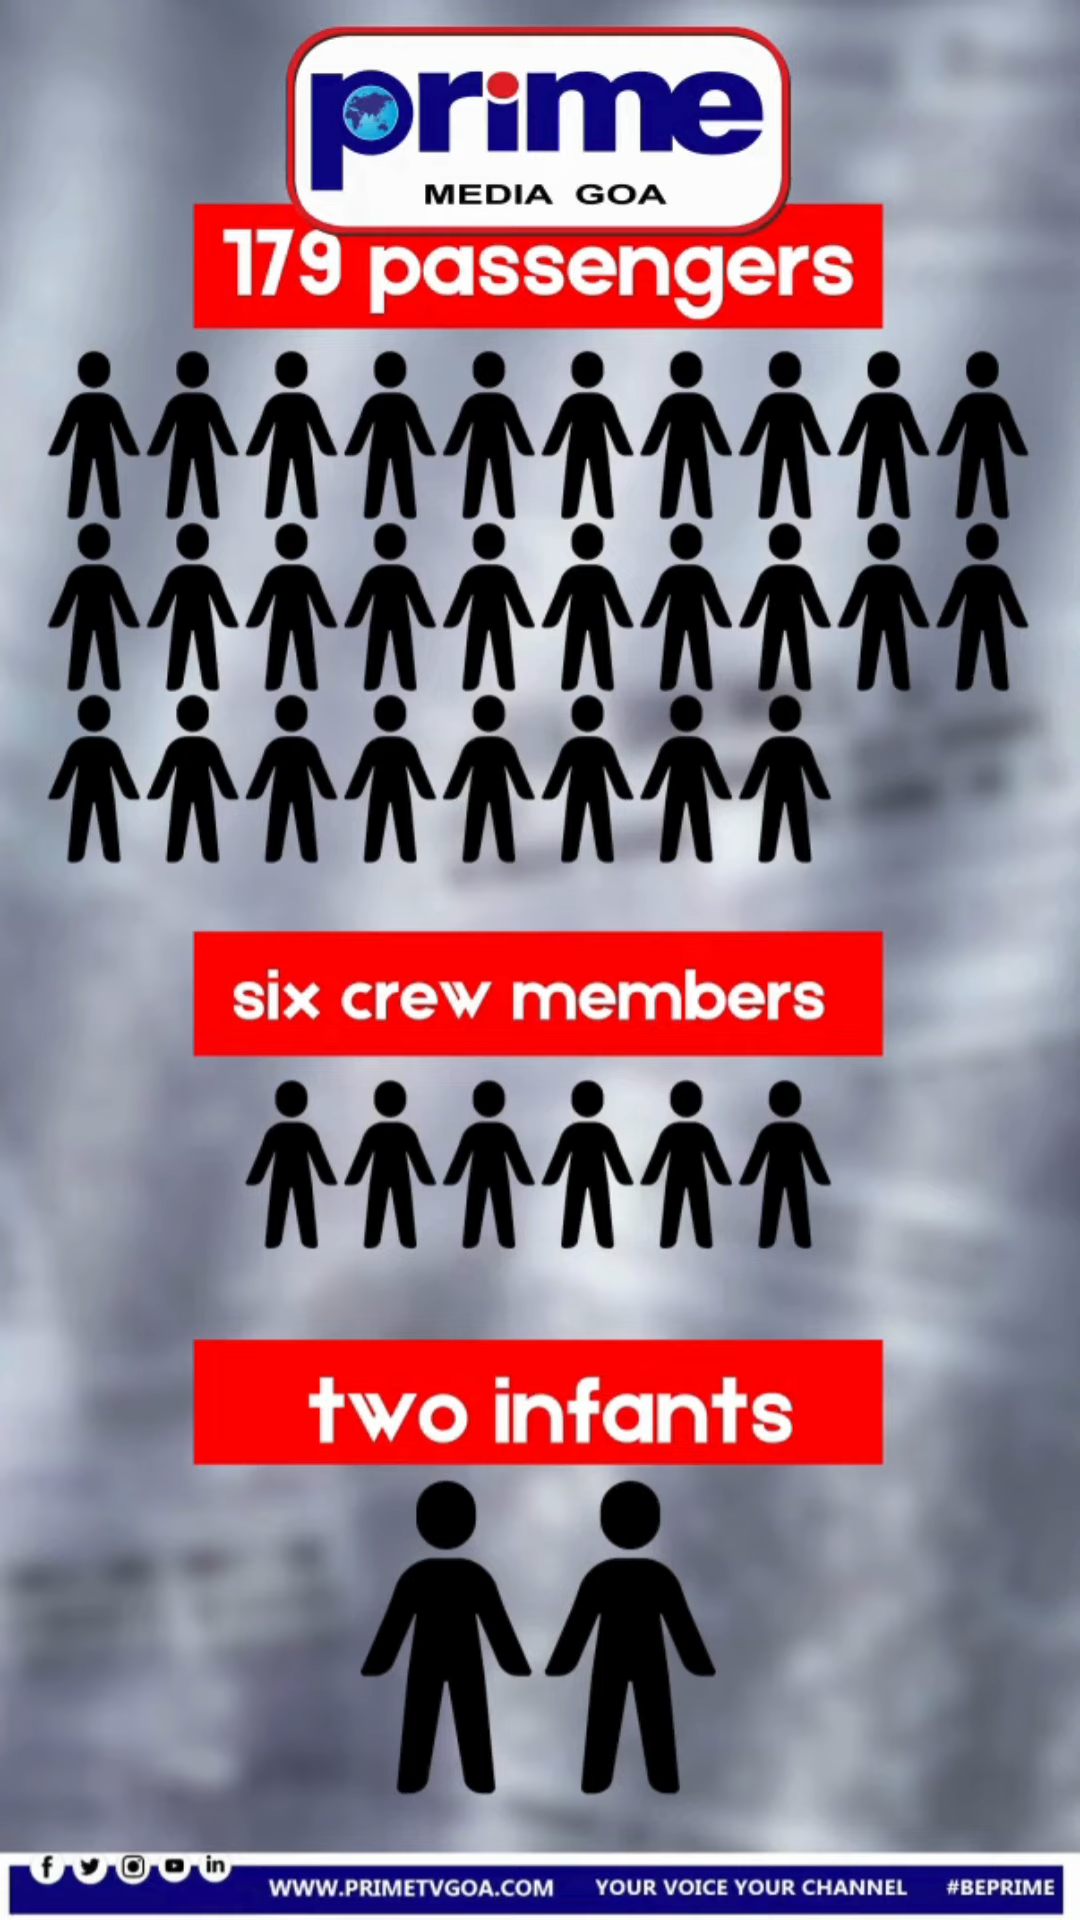 prime
MEDIA GOA
179 passengers
six crew members
two infants
WWW.PRIMETVGOA.COM YOUR VOICE YOUR CHANNEL #BEPRIME